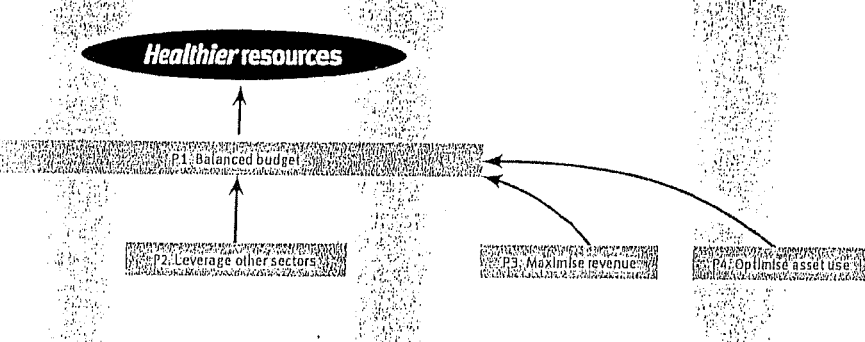 Healthier resources
P1: Balanced budget
P2: Leverage other sectors
P3: Maximise revenue
P4: Optimise asset use